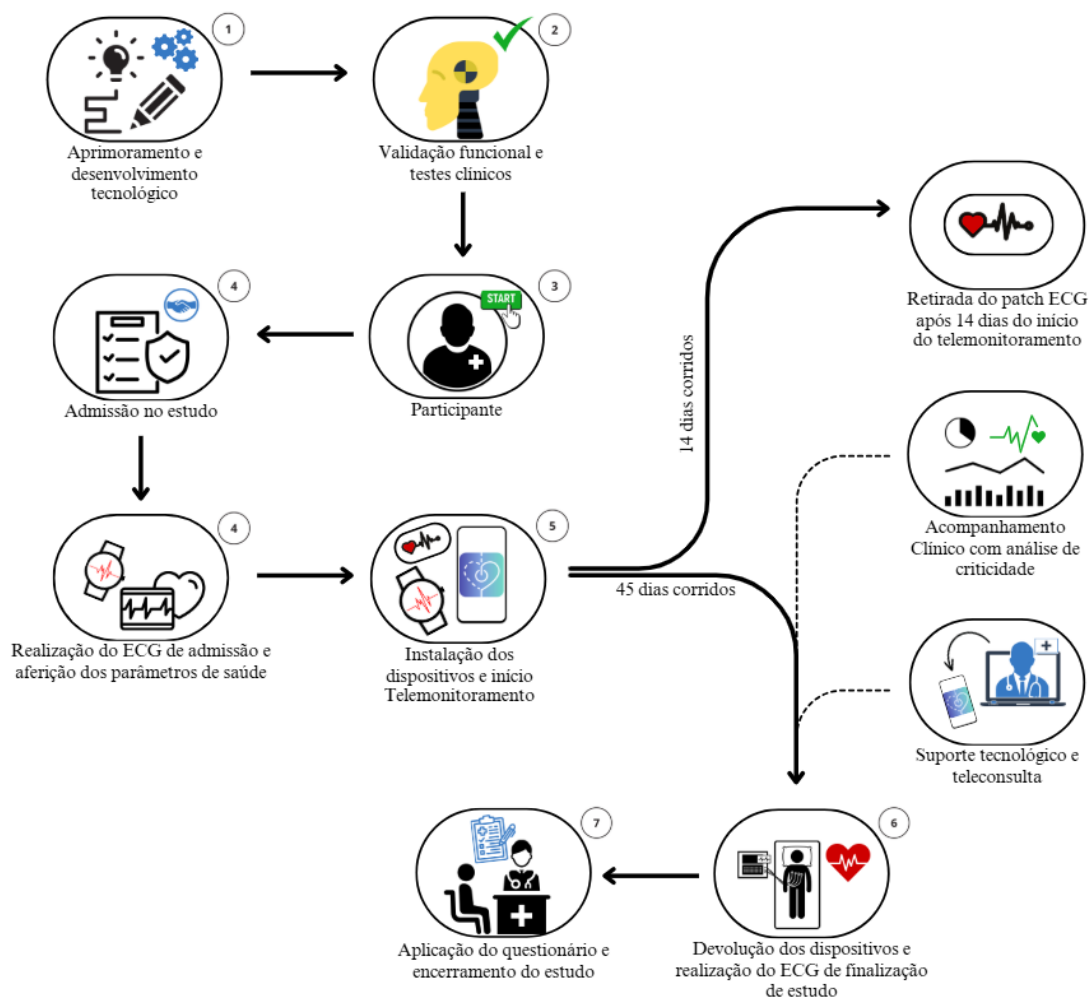 1
Aprimoramento e
desenvolvimento
tecnológico
2
Validação funcional e
testes clínicos
3
START
Participante
4
Admissão no estudo
4
Realização do ECG de admissão e
aferição dos parâmetros de saúde
5
Instalação dos
dispositivos e início
Telemonitoramento
14 dias corridos
45 dias corridos
Retirada do patch ECG
após 14 dias do início
do telemonitoramento
Acompanhamento
Clínico com análise de
criticidade
Suporte tecnológico e
teleconsulta
6
Devolução dos dispositivos e
realização do ECG de finalização
de estudo
7
Aplicação do questionário e
encerramento do estudo